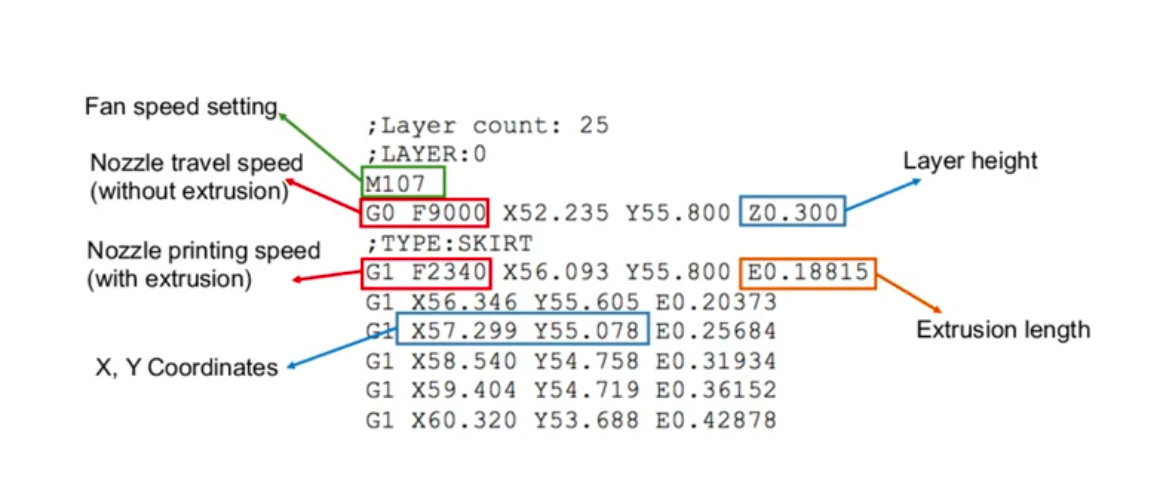 Fan speed setting
;Layer count: 25
;LAYER:0
Nozzle travel speed
(without extrusion)
M107
Layer height
G0 F9000 X52.235 Y55.800 Z0.300
;TYPE:SKIRT
Nozzle printing speed
(with extrusion)
G1 F2340 X56.093 Y55.800 E0.18815
G1 X56.346 Y55.605 E0.20373
G1 X57.299 Y55.078 E0.25684
Extrusion length
X, Y Coordinates
G1 X58.540 Y54.758 E0.31934
G1 X59.404 Y54.719 E0.36152
G1 X60.320 Y53.688 E0.42878